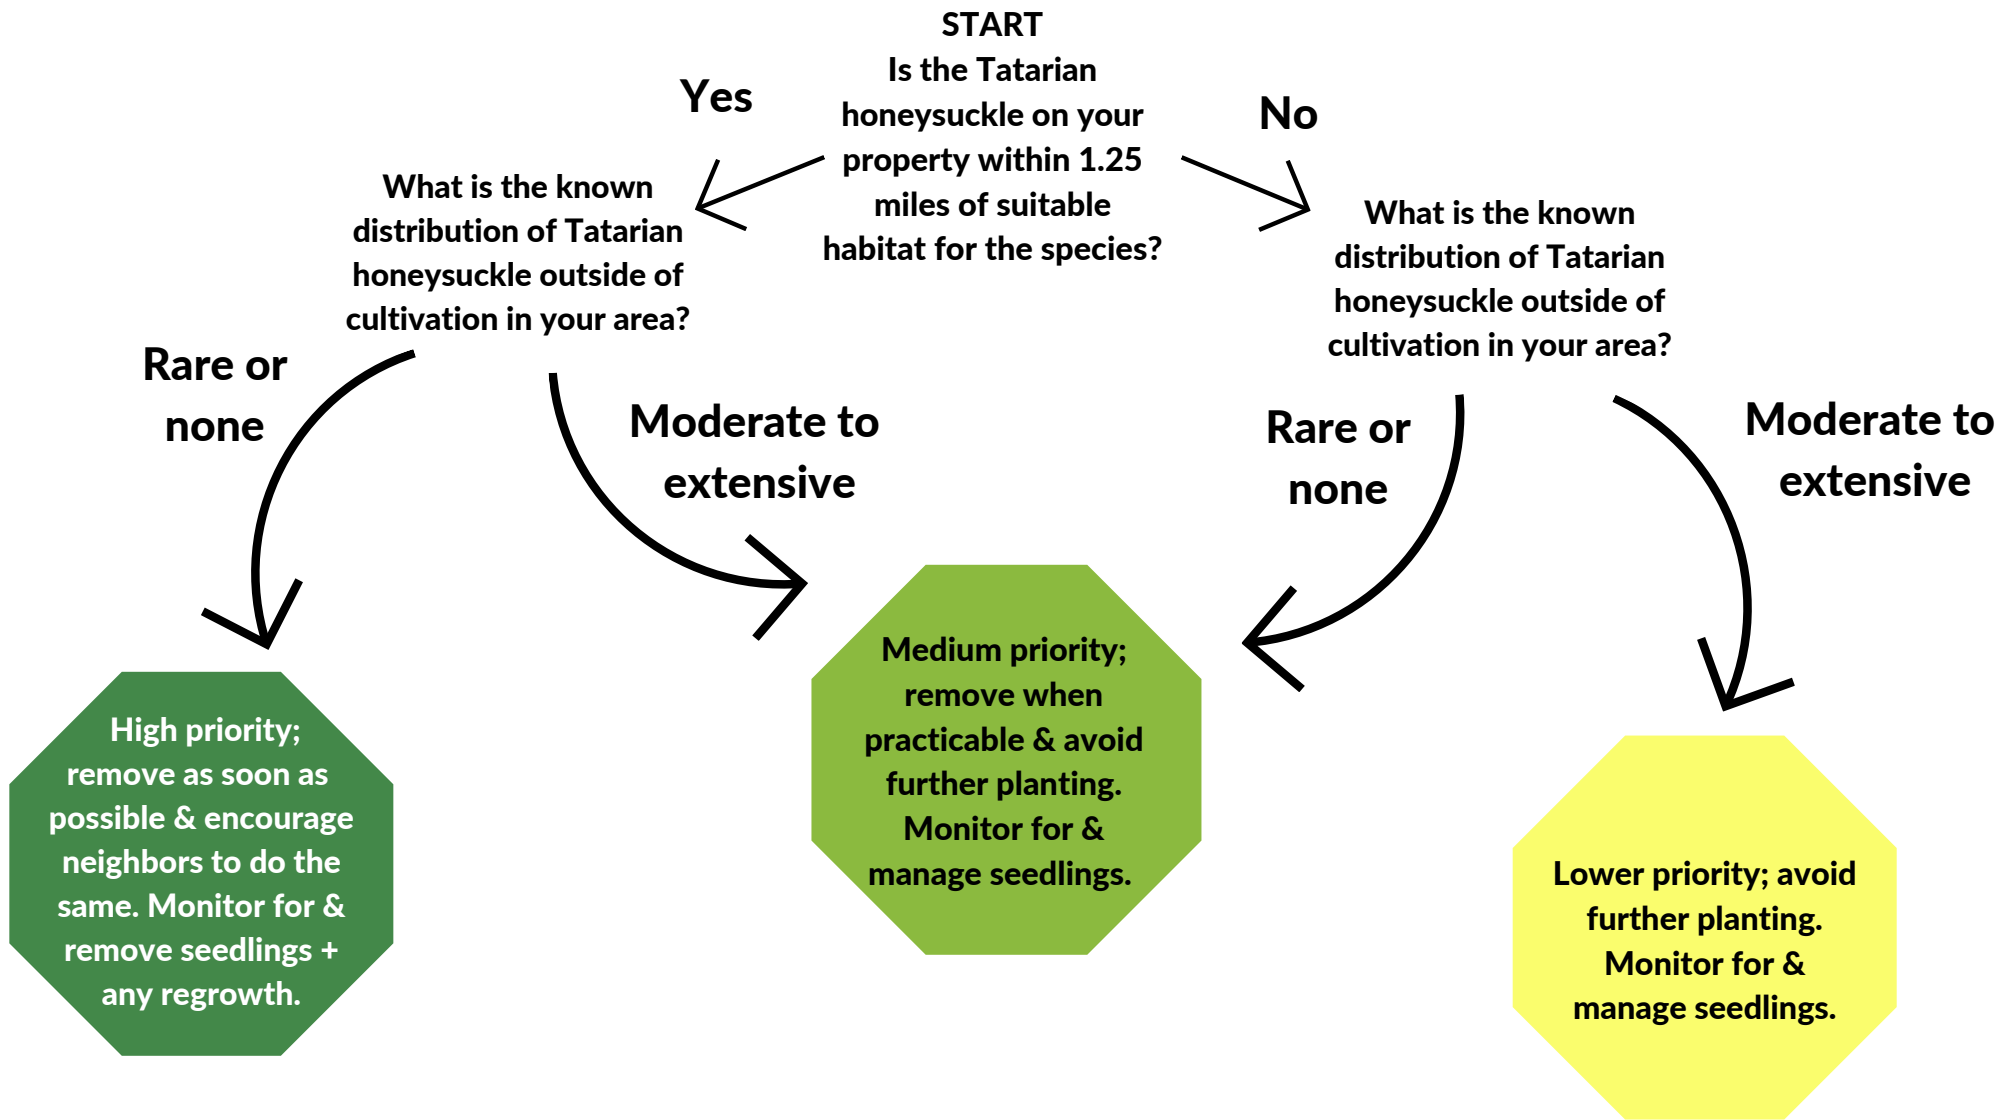 START
Is the Tatarian
honeysuckle on your
property within 1.25
miles of suitable
habitat for the species?
Yes
No
What is the known
distribution of Tatarian
honeysuckle outside of
cultivation in your area?
What is the known
distribution of Tatarian
honeysuckle outside of
cultivation in your area?
Rare or
none
Moderate to
extensive
Rare or
none
Moderate to
extensive
High priority;
remove as soon as
possible & encourage
neighbors to do the
same. Monitor for &
remove seedlings +
any regrowth.
Medium priority;
remove when
practicable & avoid
further planting.
Monitor for &
manage seedlings.
Lower priority; avoid
further planting.
Monitor for &
manage seedlings.